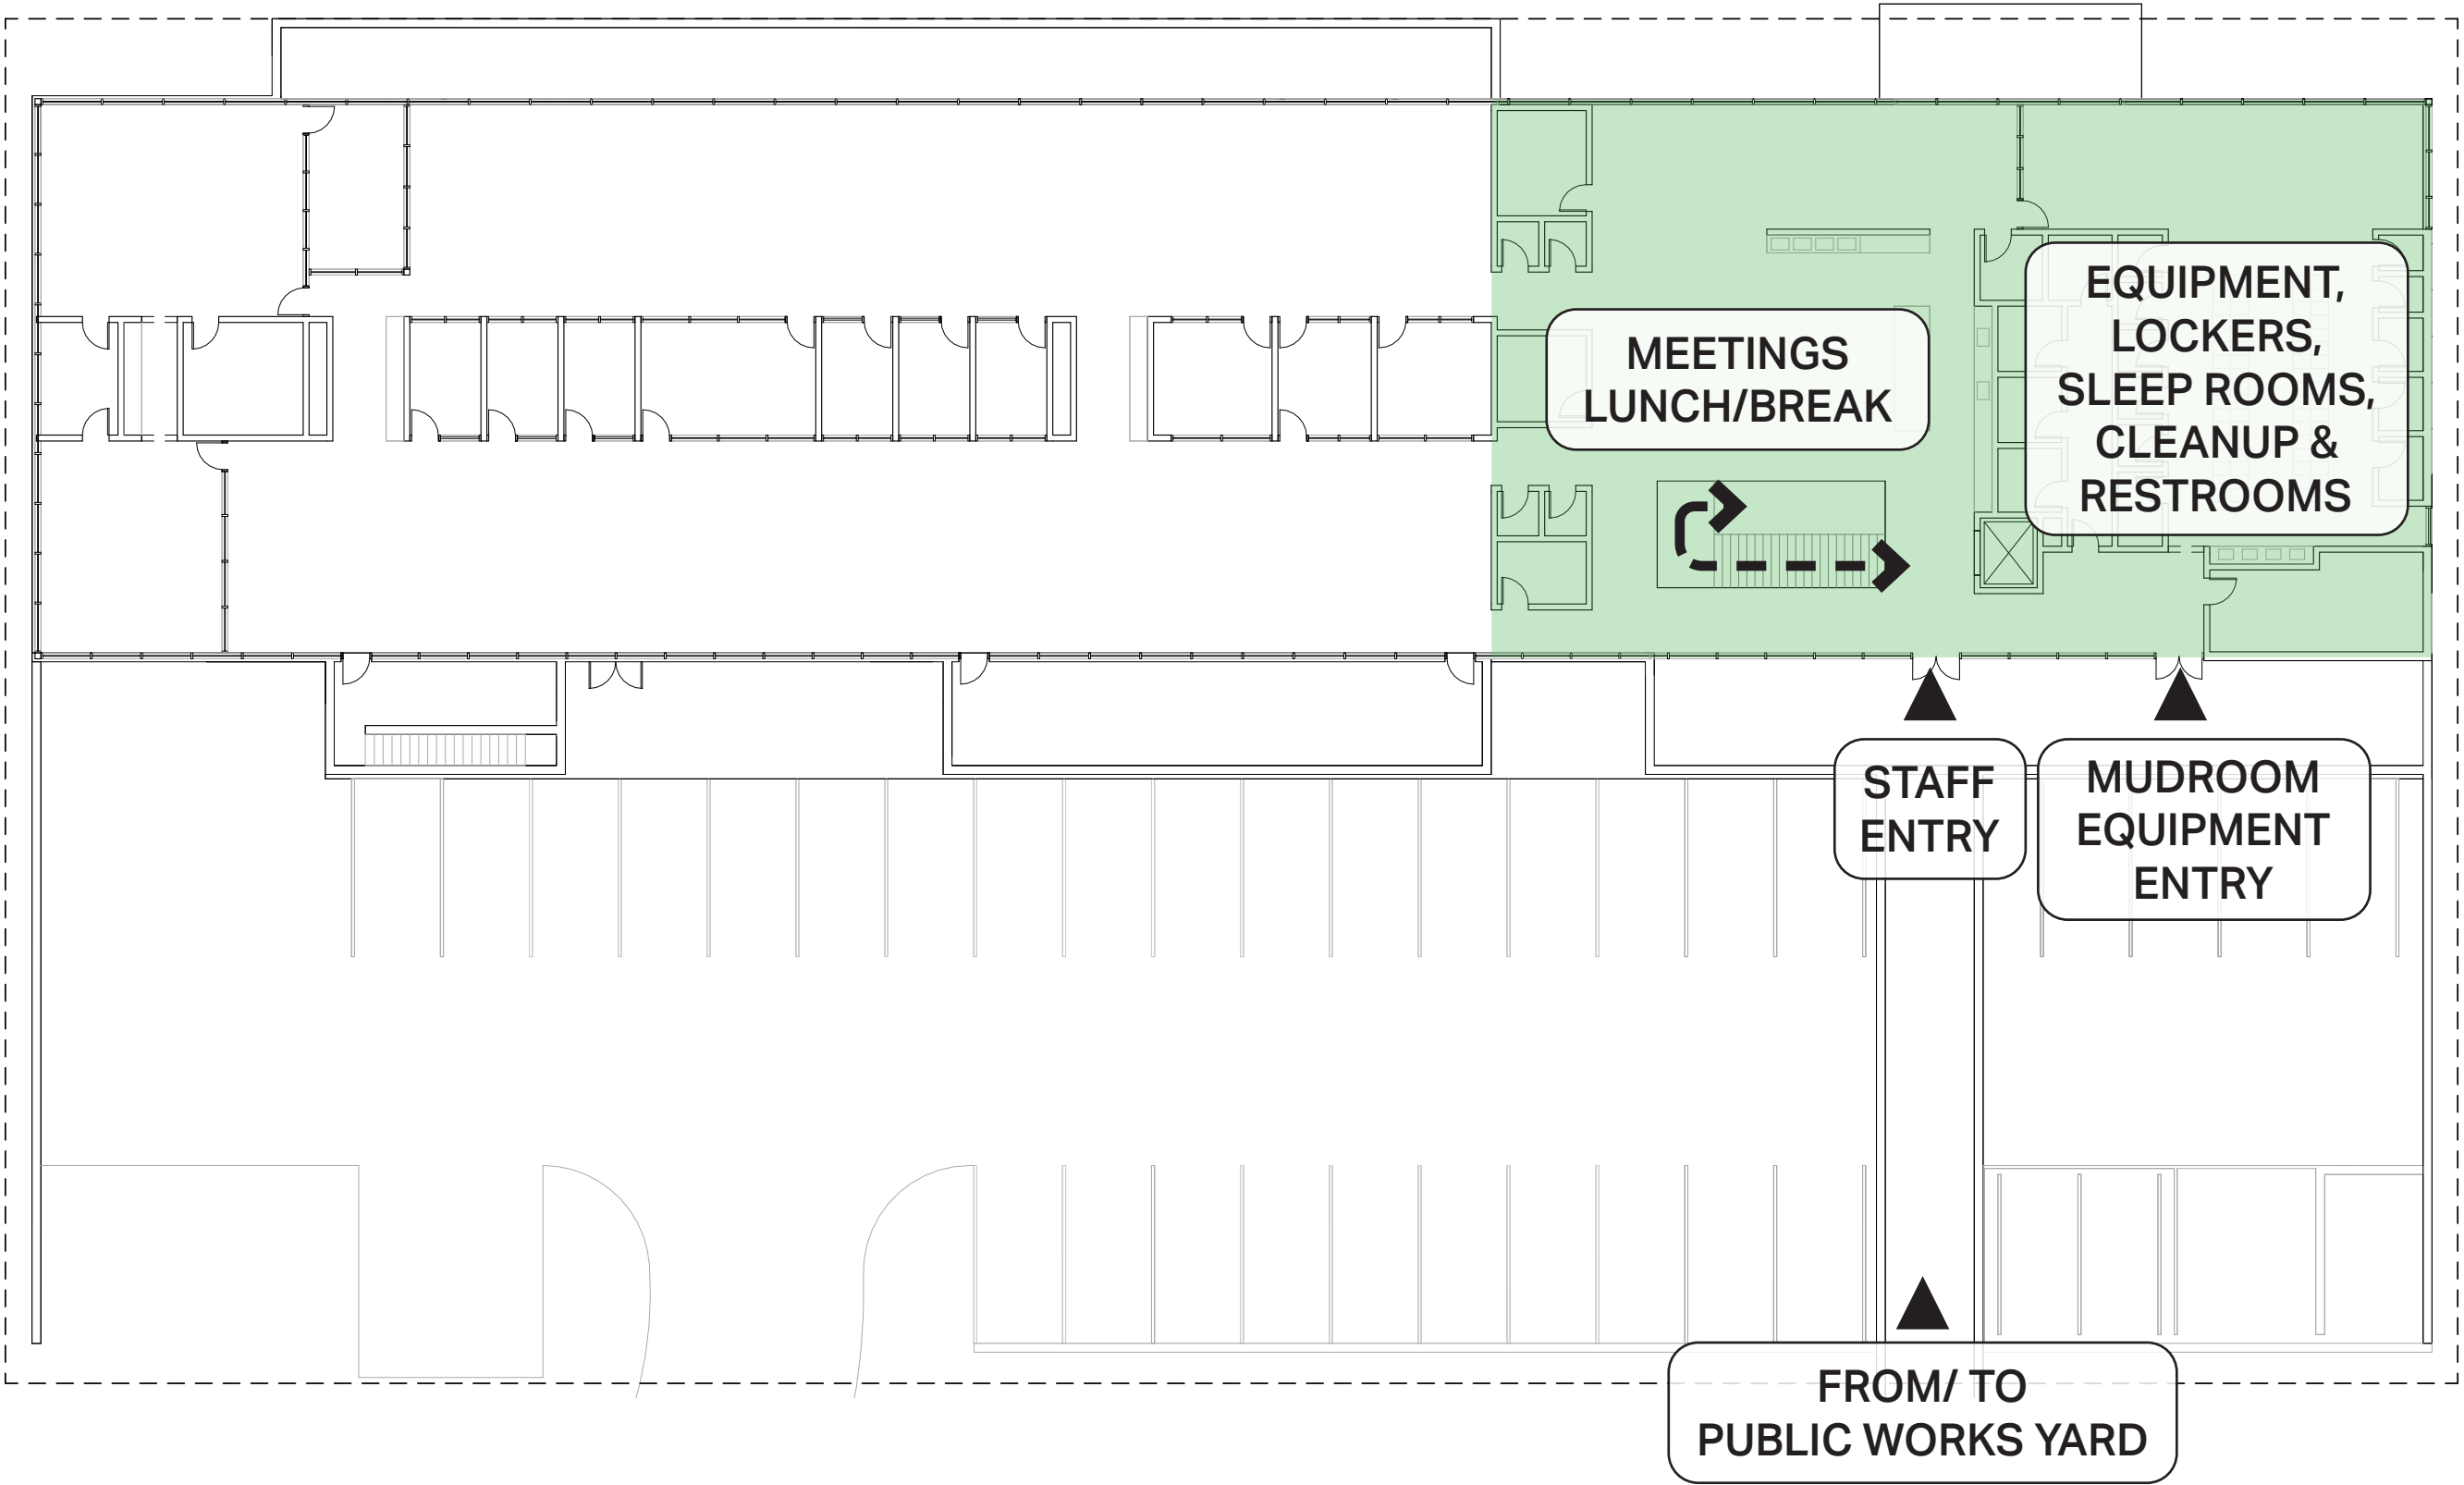 EQUIPMENT,
LOCKERS,
SLEEP ROOMS,
CLEANUP &
RESTROOMS
MEETINGS
LUNCH/BREAK
STAFF
ENTRY
MUDROOM
EQUIPMENT
ENTRY
FROM/ TO
PUBLIC WORKS YARD